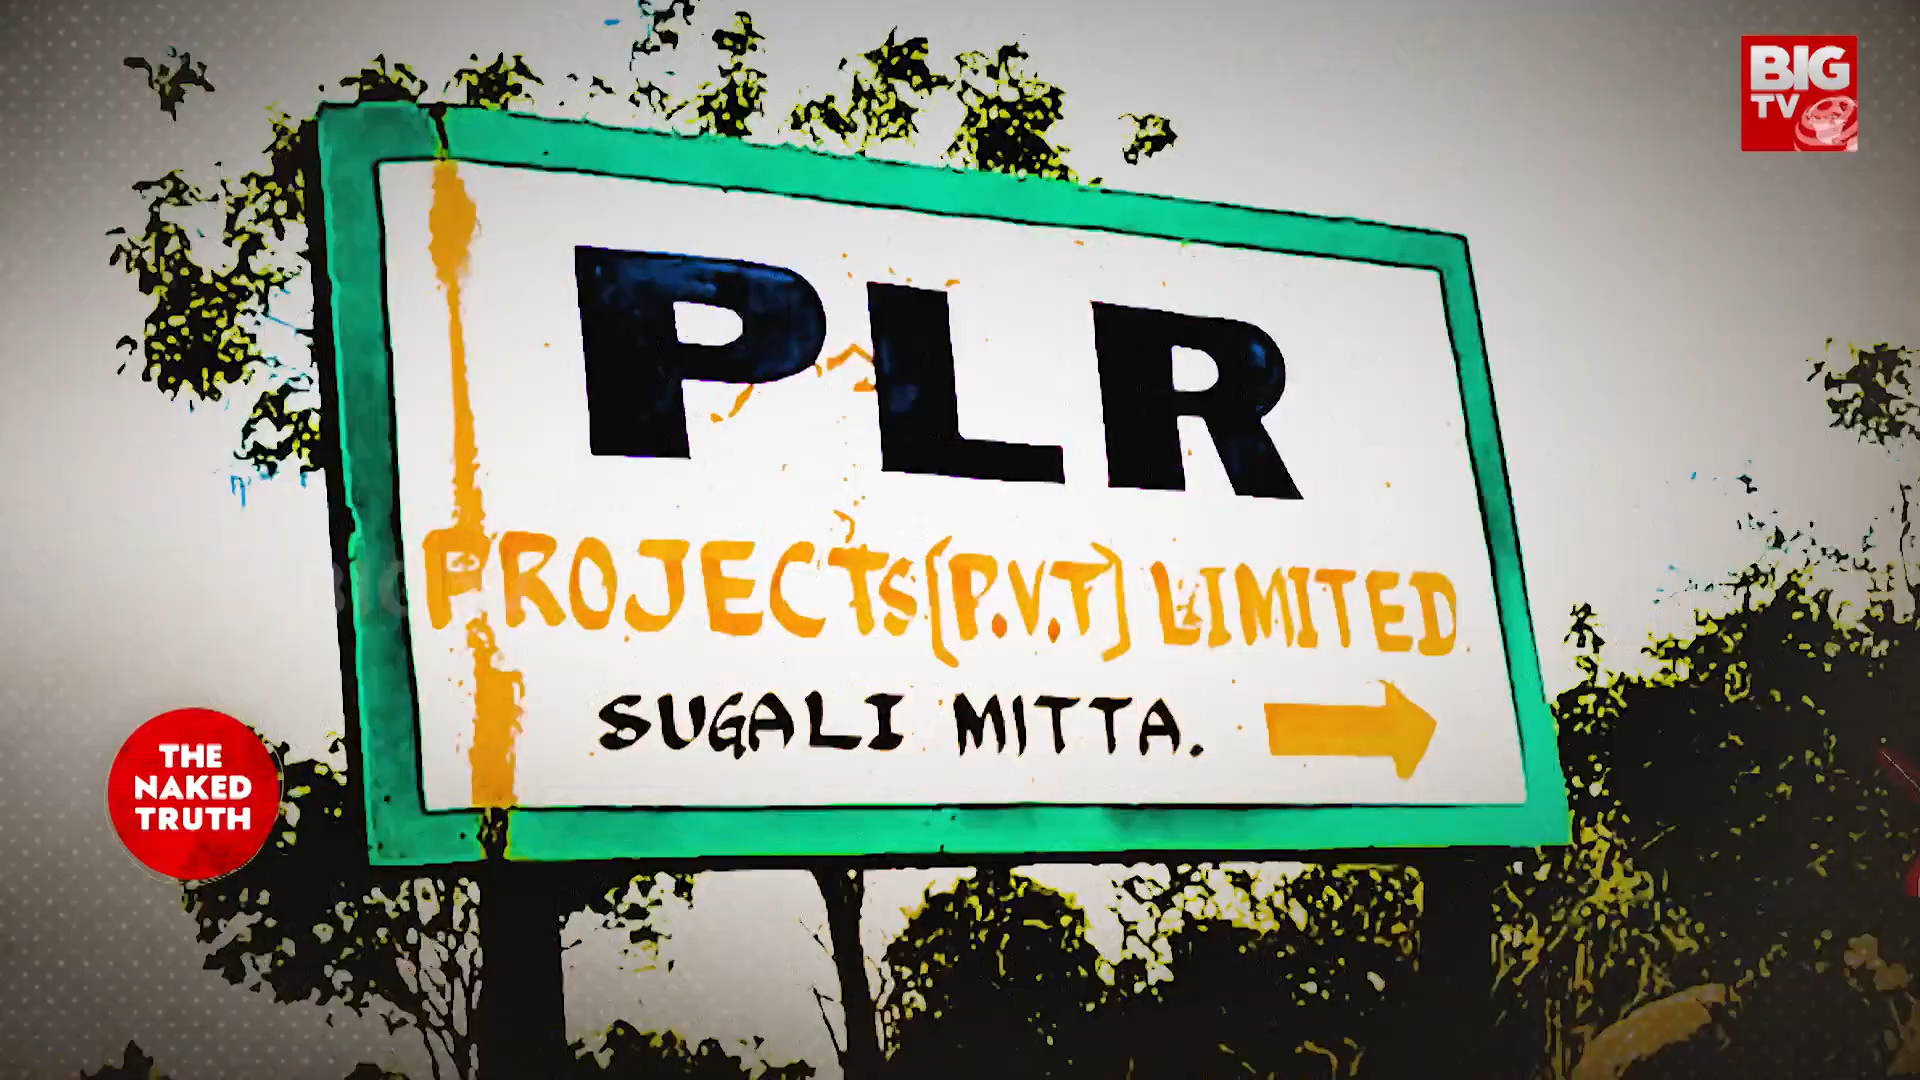 BIG
TV
PLR
PROJECTS [P.V.T] LIMITED
SUGALI MITTA.
THE
NAKED
TRUTH